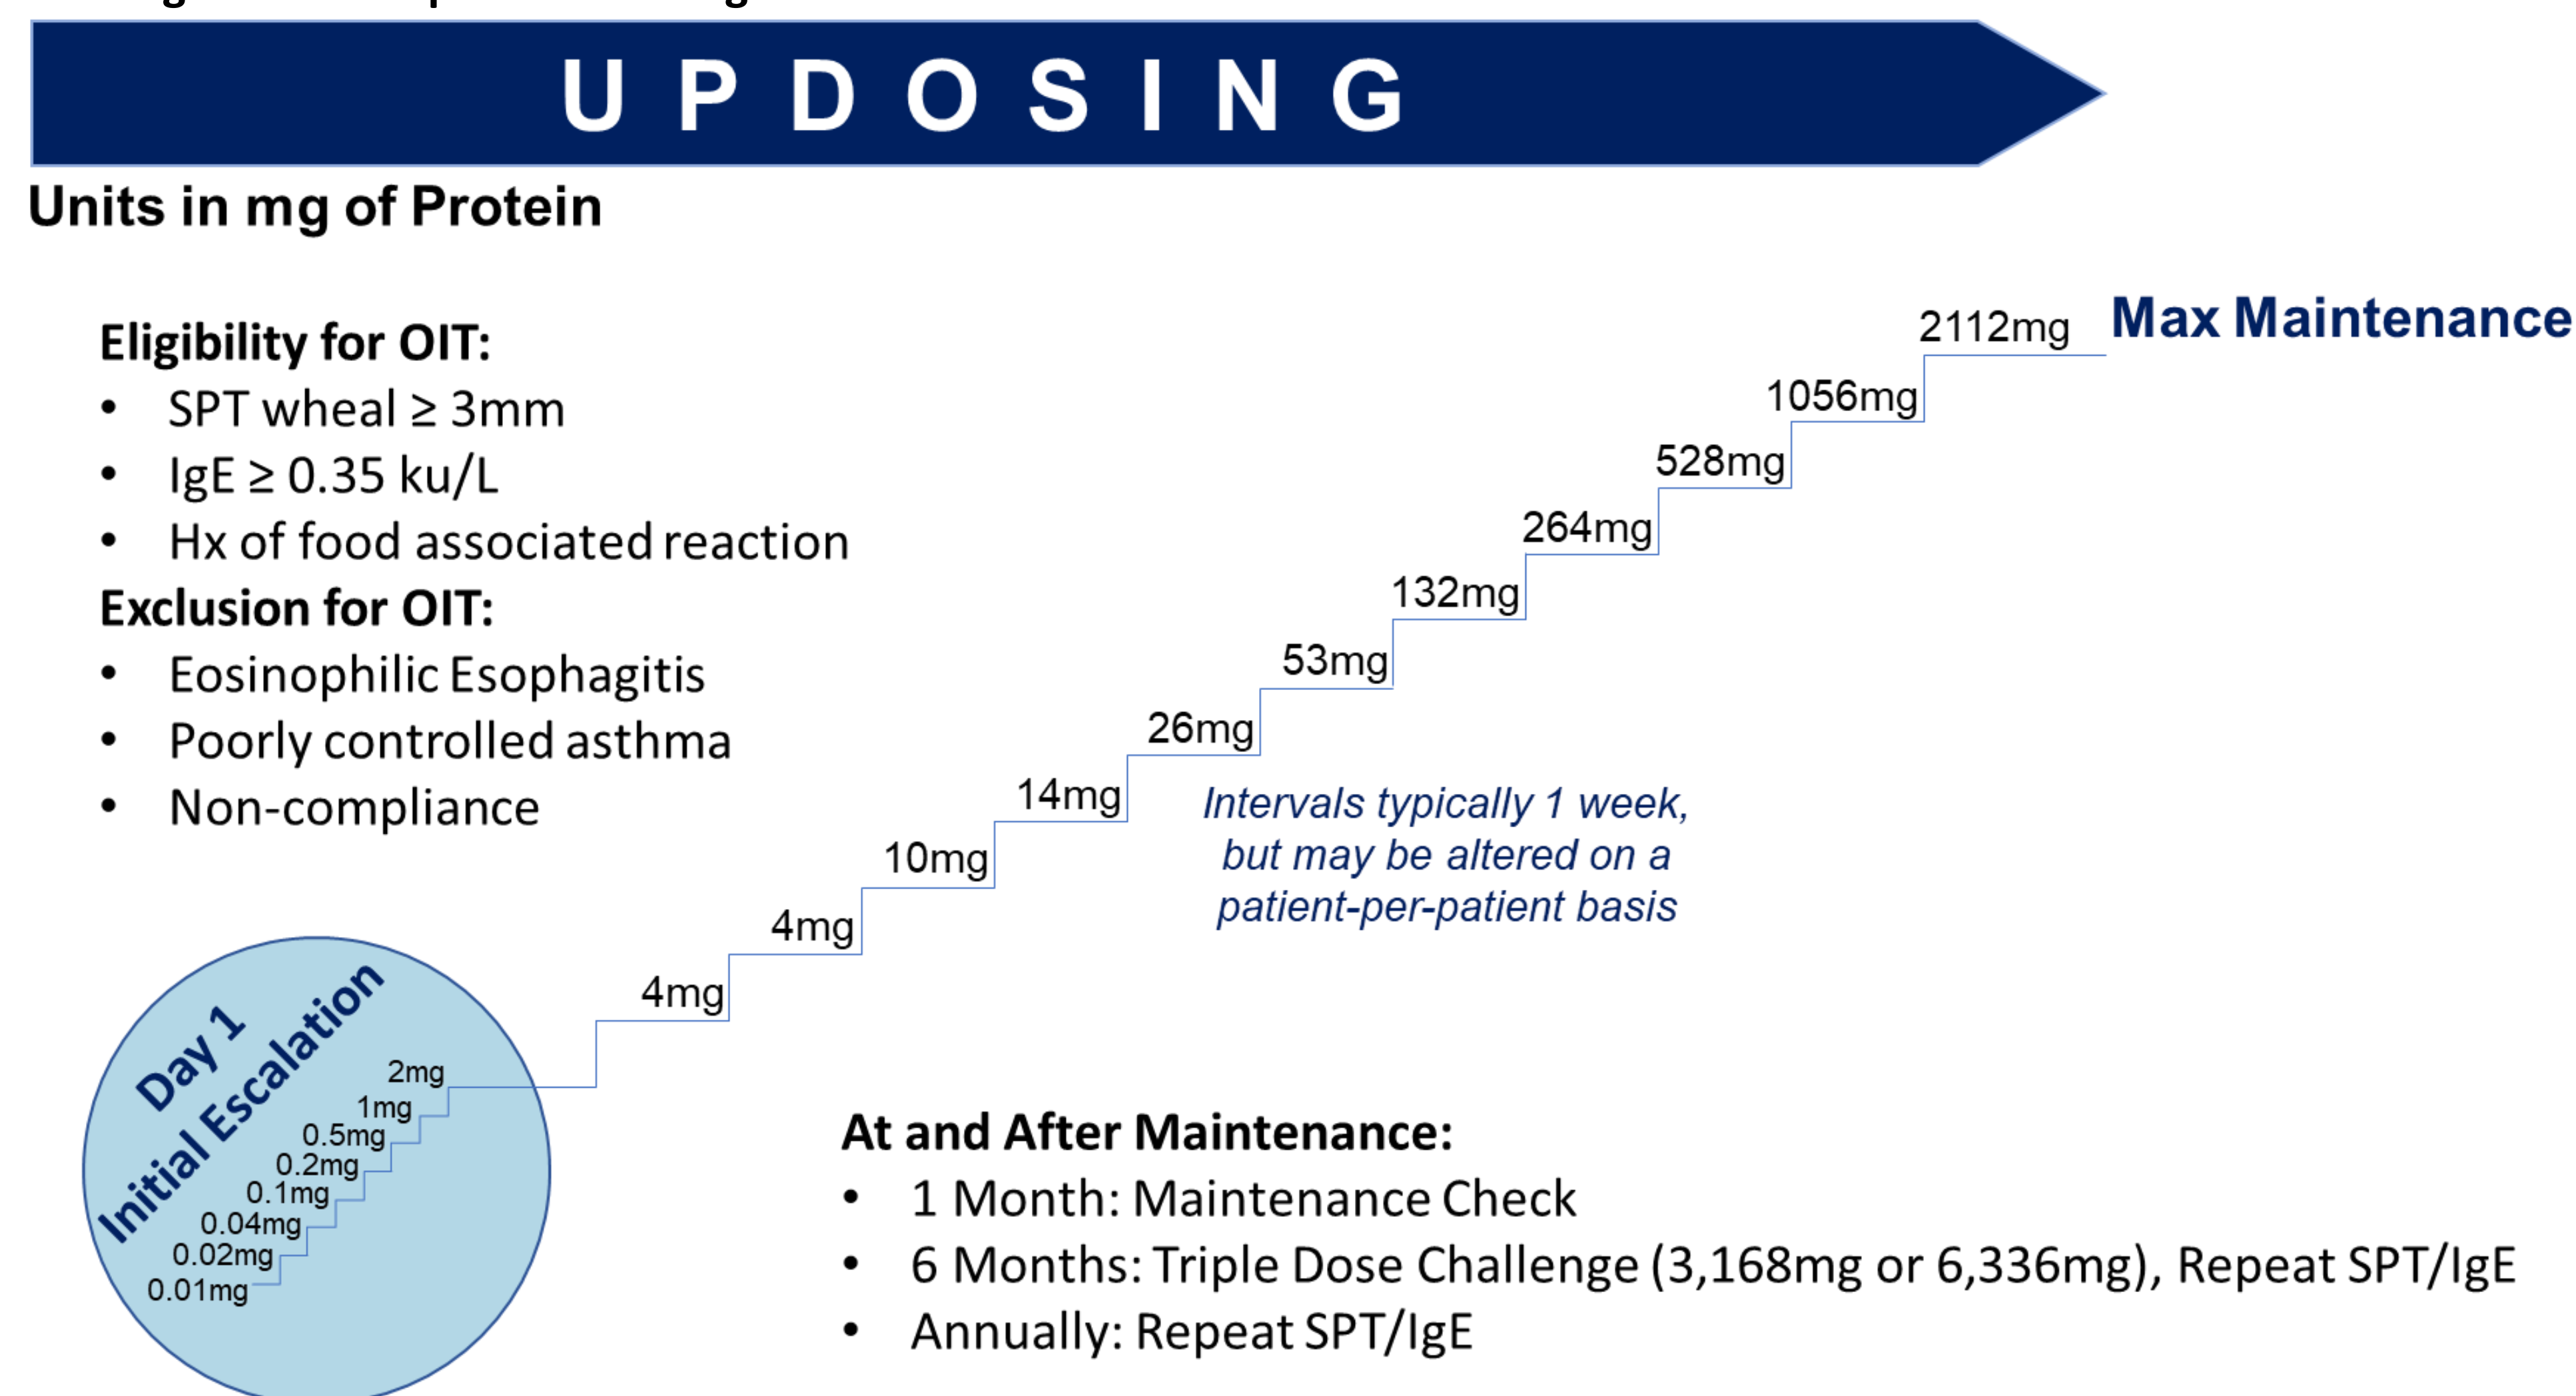 UPDOSING
Units in mg of Protein
Eligibility for OIT:
• SPT wheal ≥ 3mm
• IgE ≥ 0.35 ku/L
• Hx of food associated reaction
Exclusion for OIT:
• Eosinophilic Esophagitis
• Poorly controlled asthma
• Non-compliance
Max Maintenance
2112mg
1056mg
528mg
264mg
132mg
53mg
26mg
14mg
10mg
4mg
4mg
Intervals typically 1 week,
but may be altered on a
patient-per-patient basis
Day 1
Initial Escalation
2mg
1mg
0.5mg
0.2mg
0.1mg
0.04mg
0.02mg
0.01mg
At and After Maintenance:
• 1 Month: Maintenance Check
• 6 Months: Triple Dose Challenge (3,168mg or 6,336mg), Repeat SPT/IgE
• Annually: Repeat SPT/IgE